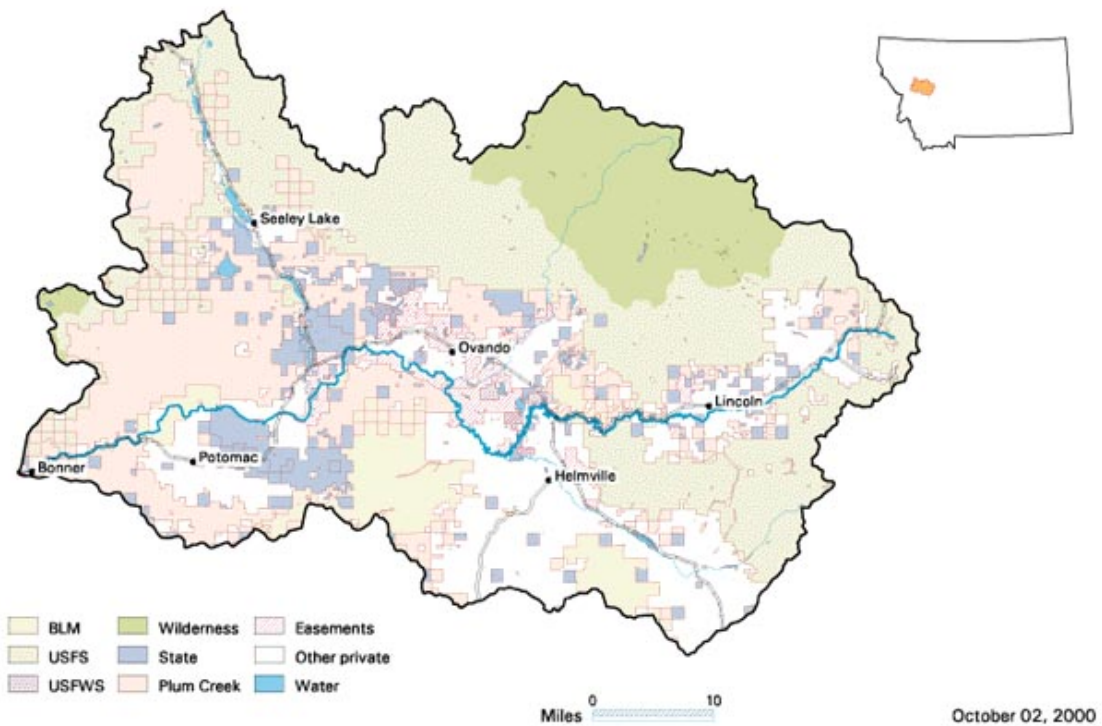 Seeley Lake
Ovando
Lincoln
Potomac
Bonner
Helmville
BLM
Wilderness
Easements
USFS
State
Other private
USFWS
Plum Creek
Water
0 10
Miles
October 02, 2000